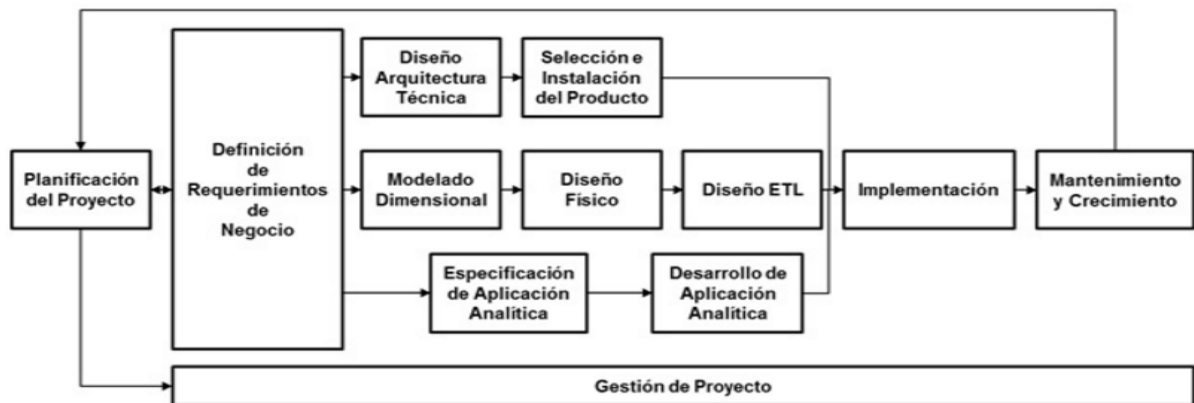 Planificación
del Proyecto
Definición
de
Requerimientos
de
Negocio
Diseño
Arquitectura
Técnica
Selección e
Instalación
del Producto
Modelado
Dimensional
Diseño
Físico
Diseño ETL
Especificación
de Aplicación
Analítica
Desarrollo de
Aplicación
Analítica
Implementación
Mantenimiento
y Crecimiento
Gestión de Proyecto